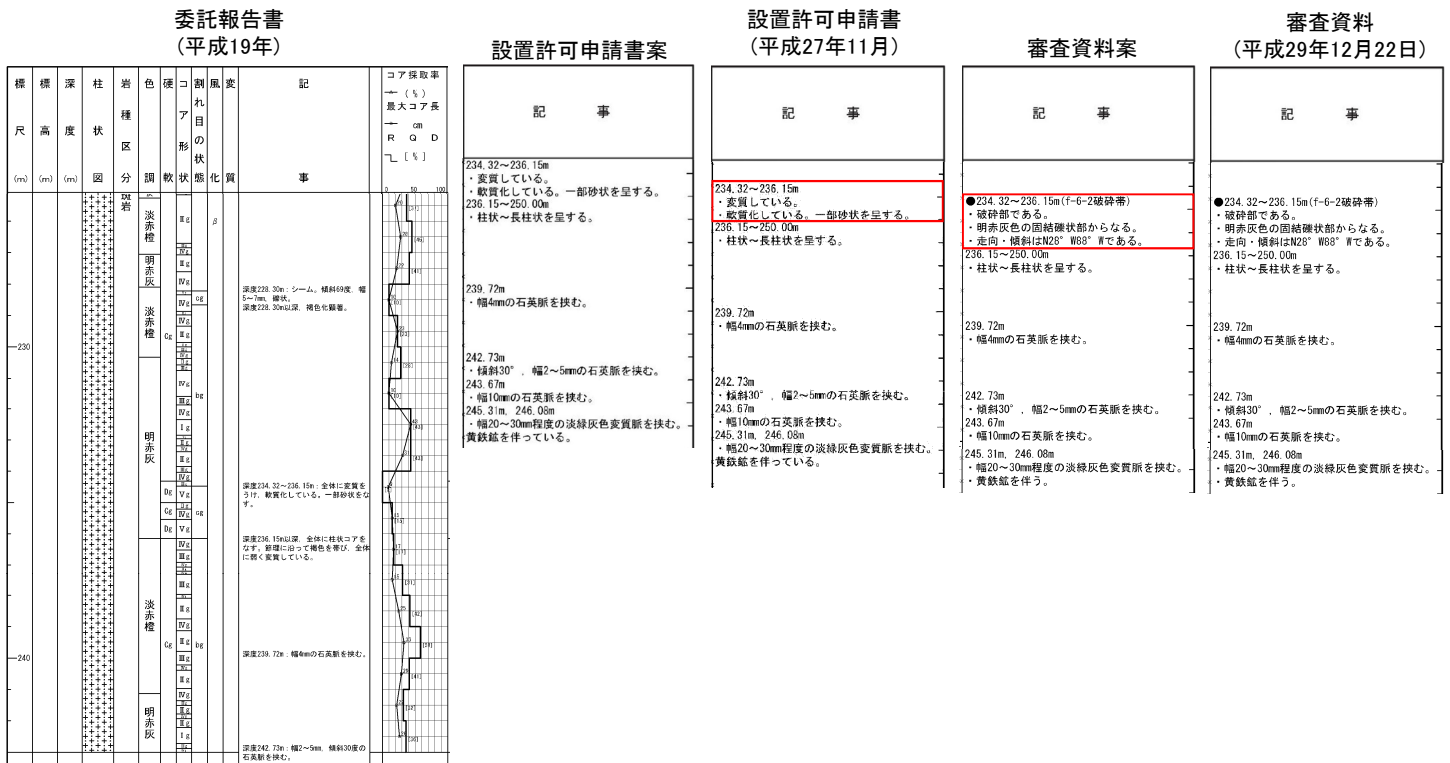 委託報告書
(平成19年)
標尺(m)
標高(m)
深度(m)
柱状図
岩種区分
色調
硬軟
コア形状
割れ目の状態
風化
変質
記事
コア採取率
(%)
最大コア長
cm
R Q D
[%]
0 50 100
斑岩
淡赤橙
明赤灰
淡赤橙
明赤灰
淡赤橙
明赤灰
β
Cg
Dg
Cg
Dg
Cg
cg
bg
cg
bg
-230
-240
深度228.30m:シーム。傾斜69度, 幅
5~7mm, 礫状。
深度228.30m以深, 褐色化顕著。
深度234.32~236.15m:全体に変質を
うけ, 軟質化している。一部砂状をな
す。
深度236.15m以深, 全体に柱状コアを
なす。節理に沿って褐色を帯び, 全体
に弱く変質している。
深度239.72m:幅4mmの石英脈を挟む。
深度242.73m:幅2~5mm, 傾斜30度の
石英脈を挟む。
設置許可申請書案
記 事
234.32~236.15m
・変質している。
・軟質化している。一部砂状を呈する。
236.15~250.00m
・柱状~長柱状を呈する。
239.72m
・幅4mmの石英脈を挟む。
242.73m
・傾斜30°, 幅2~5mmの石英脈を挟む。
243.67m
・幅10mmの石英脈を挟む。
245.31m, 246.08m
・幅20~30mm程度の淡緑灰色変質脈を挟む。
黄鉄鉱を伴っている。
設置許可申請書
(平成27年11月)
記 事
234.32~236.15m
・変質している。
・軟質化している。一部砂状を呈する。
236.15~250.00m
・柱状~長柱状を呈する。
239.72m
・幅4mmの石英脈を挟む。
242.73m
・傾斜30°, 幅2~5mmの石英脈を挟む。
243.67m
・幅10mmの石英脈を挟む。
245.31m, 246.08m
・幅20~30mm程度の淡緑灰色変質脈を挟む。
黄鉄鉱を伴っている。
審査資料案
記 事
●234.32~236.15m(f-6-2破砕帯)
・破砕部である。
・明赤灰色の固結礫状部からなる。
・走向・傾斜はN28°W88°Wである。
236.15~250.00m
・柱状~長柱状を呈する。
239.72m
・幅4mmの石英脈を挟む。
242.73m
・傾斜30°, 幅2~5mmの石英脈を挟む。
243.67m
・幅10mmの石英脈を挟む。
245.31m, 246.08m
・幅20~30mm程度の淡緑灰色変質脈を挟む。
・黄鉄鉱を伴う。
審査資料
(平成29年12月22日)
記 事
●234.32~236.15m(f-6-2破砕帯)
・破砕部である。
・明赤灰色の固結礫状部からなる。
・走向・傾斜はN28°W88°Wである。
236.15~250.00m
・柱状~長柱状を呈する。
239.72m
・幅4mmの石英脈を挟む。
242.73m
・傾斜30°, 幅2~5mmの石英脈を挟む。
243.67m
・幅10mmの石英脈を挟む。
245.31m, 246.08m
・幅20~30mm程度の淡緑灰色変質脈を挟む。
・黄鉄鉱を伴う。